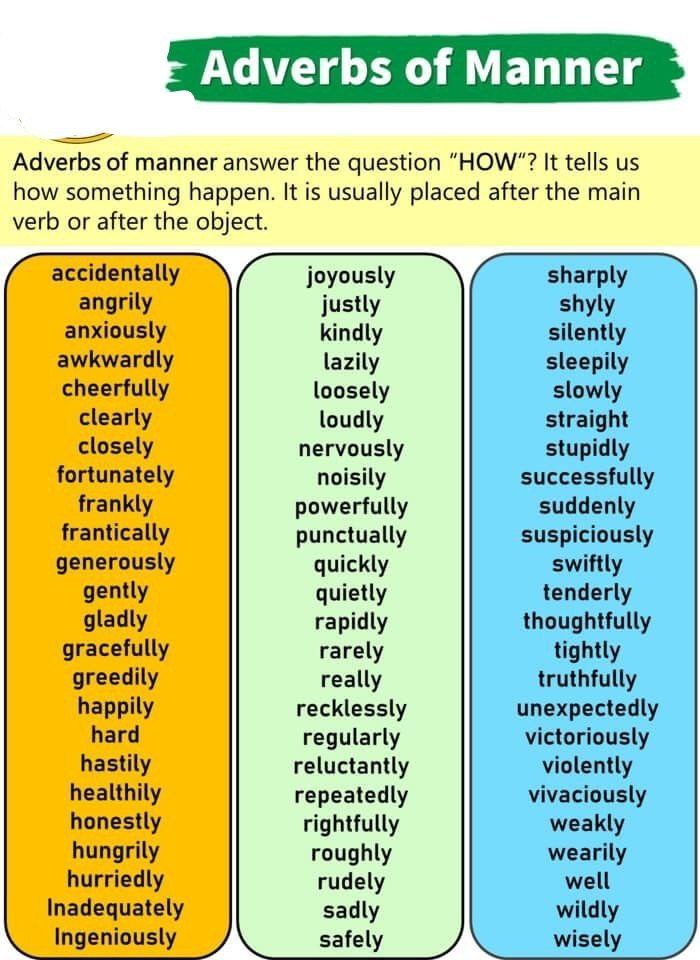 Adverbs of Manner
Adverbs of manner answer the question “HOW“? It tells us
how something happen. It is usually placed after the main
verb or after the object.
accidentally
angrily
anxiously
awkwardly
cheerfully
clearly
closely
fortunately
frankly
frantically
generously
gently
gladly
gracefully
greedily
happily
hard
hastily
healthily
honestly
hungrily
hurriedly
Inadequately
Ingeniously
joyously
justly
kindly
lazily
loosely
loudly
nervously
noisily
powerfully
punctually
quickly
quietly
rapidly
rarely
really
recklessly
regularly
reluctantly
repeatedly
rightfully
roughly
rudely
sadly
safely
sharply
shyly
silently
sleepily
slowly
straight
stupidly
successfully
suddenly
suspiciously
swiftly
tenderly
thoughtfully
tightly
truthfully
unexpectedly
victoriously
violently
vivaciously
weakly
wearily
well
wildly
wisely